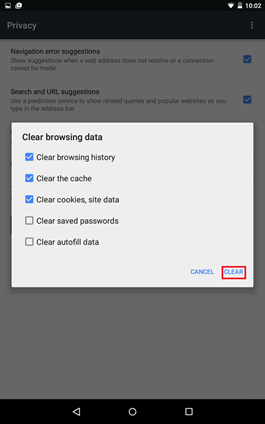 10:02
Privacy
Navigation error suggestions
Show suggestions when a web address does not resolve or a connection
cannot be made
Search and URL suggestions
Use a prediction service to show related queries and popular websites as you
type in the address bar
Clear browsing data
Clear browsing history
Clear the cache
Clear cookies, site data
Clear saved passwords
Clear autofill data
CANCEL CLEAR